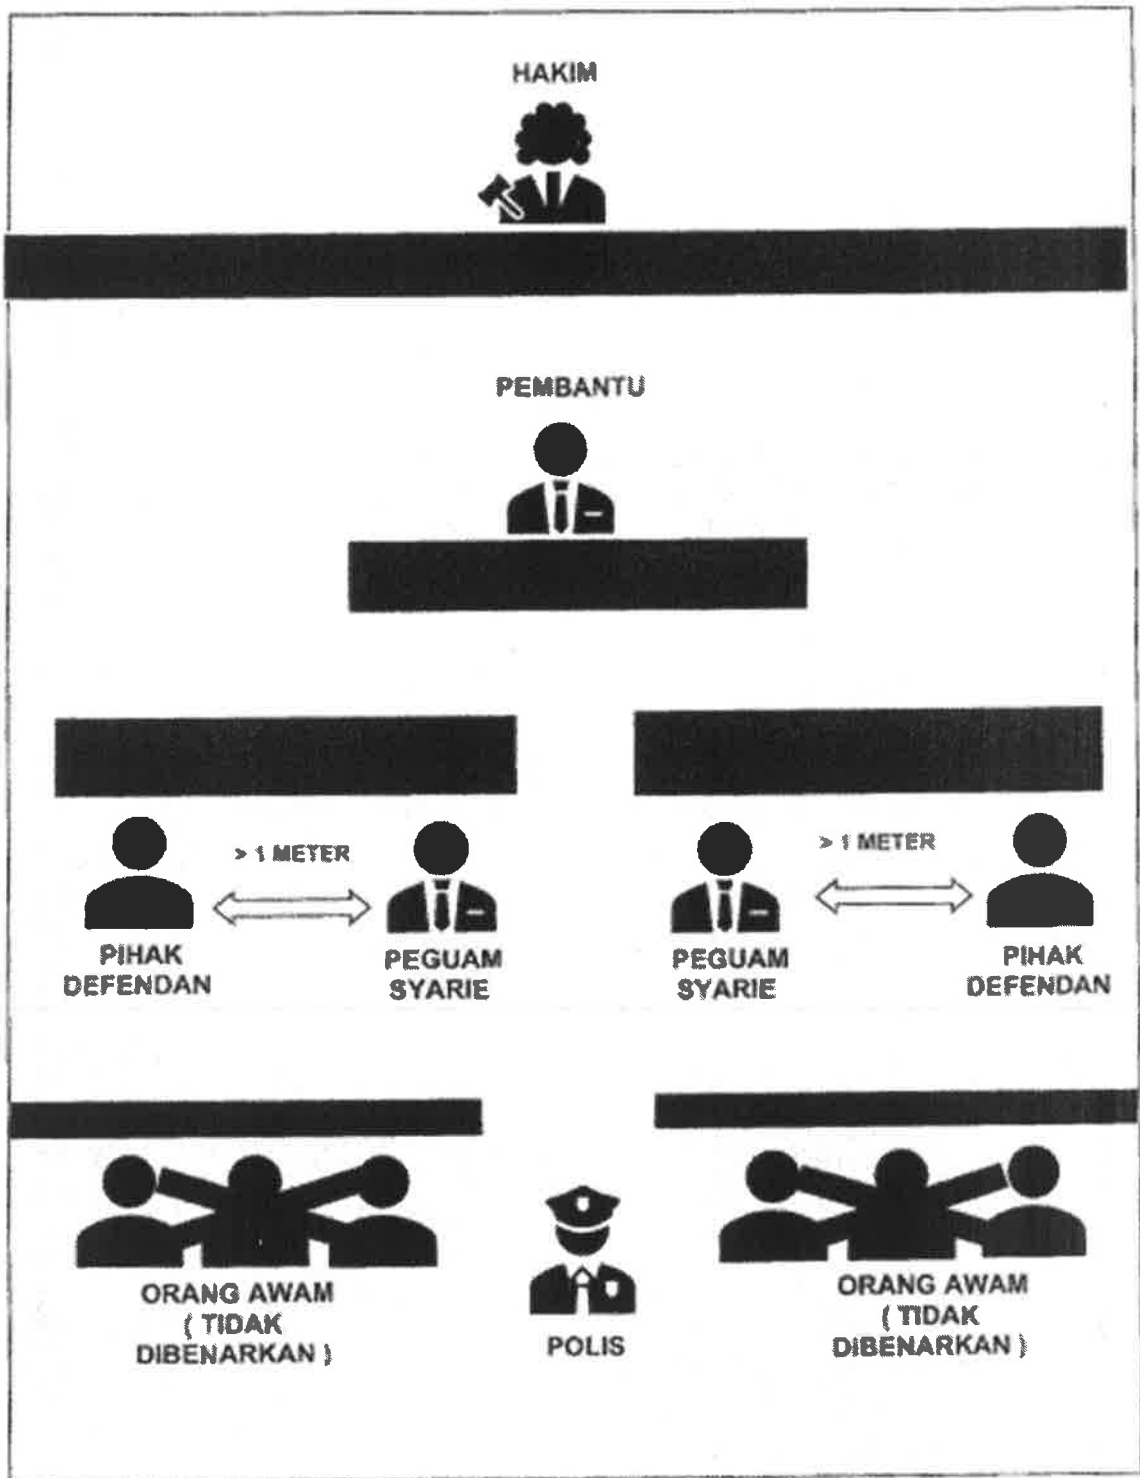 HAKIM
PEMBANTU
> 1 METER
> 1 METER
PIHAK
DEFENDAN
PEGUAM
SYARIE
PEGUAM
SYARIE
PIHAK
DEFENDAN
ORANG AWAM
( TIDAK
DIBENARKAN )
POLIS
ORANG AWAM
( TIDAK
DIBENARKAN )